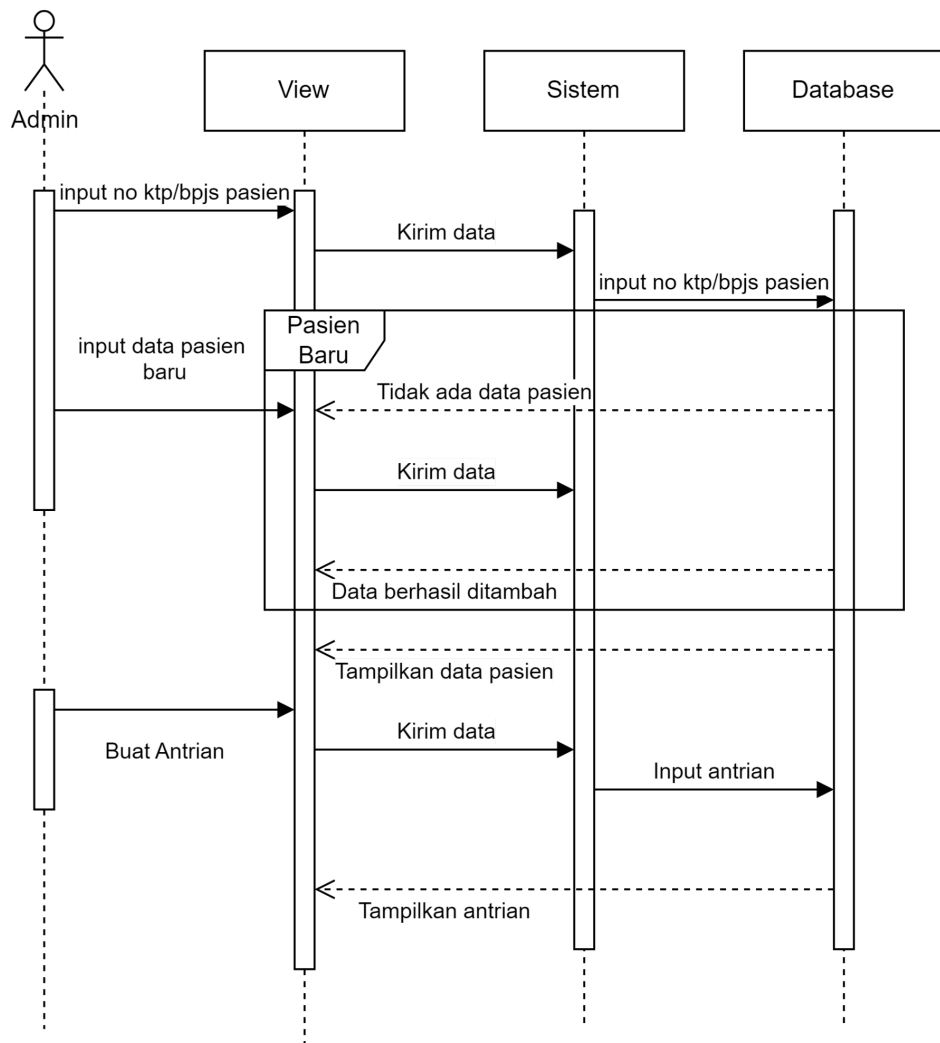 View
Sistem
Database
Admin
input no ktp/bpjs pasien
Kirim data
input no ktp/bpjs pasien
Pasien
Baru
input data pasien
baru
Tidak ada data pasien
Kirim data
Data berhasil ditambah
Tampilkan data pasien
Buat Antrian
Kirim data
Input antrian
Tampilkan antrian